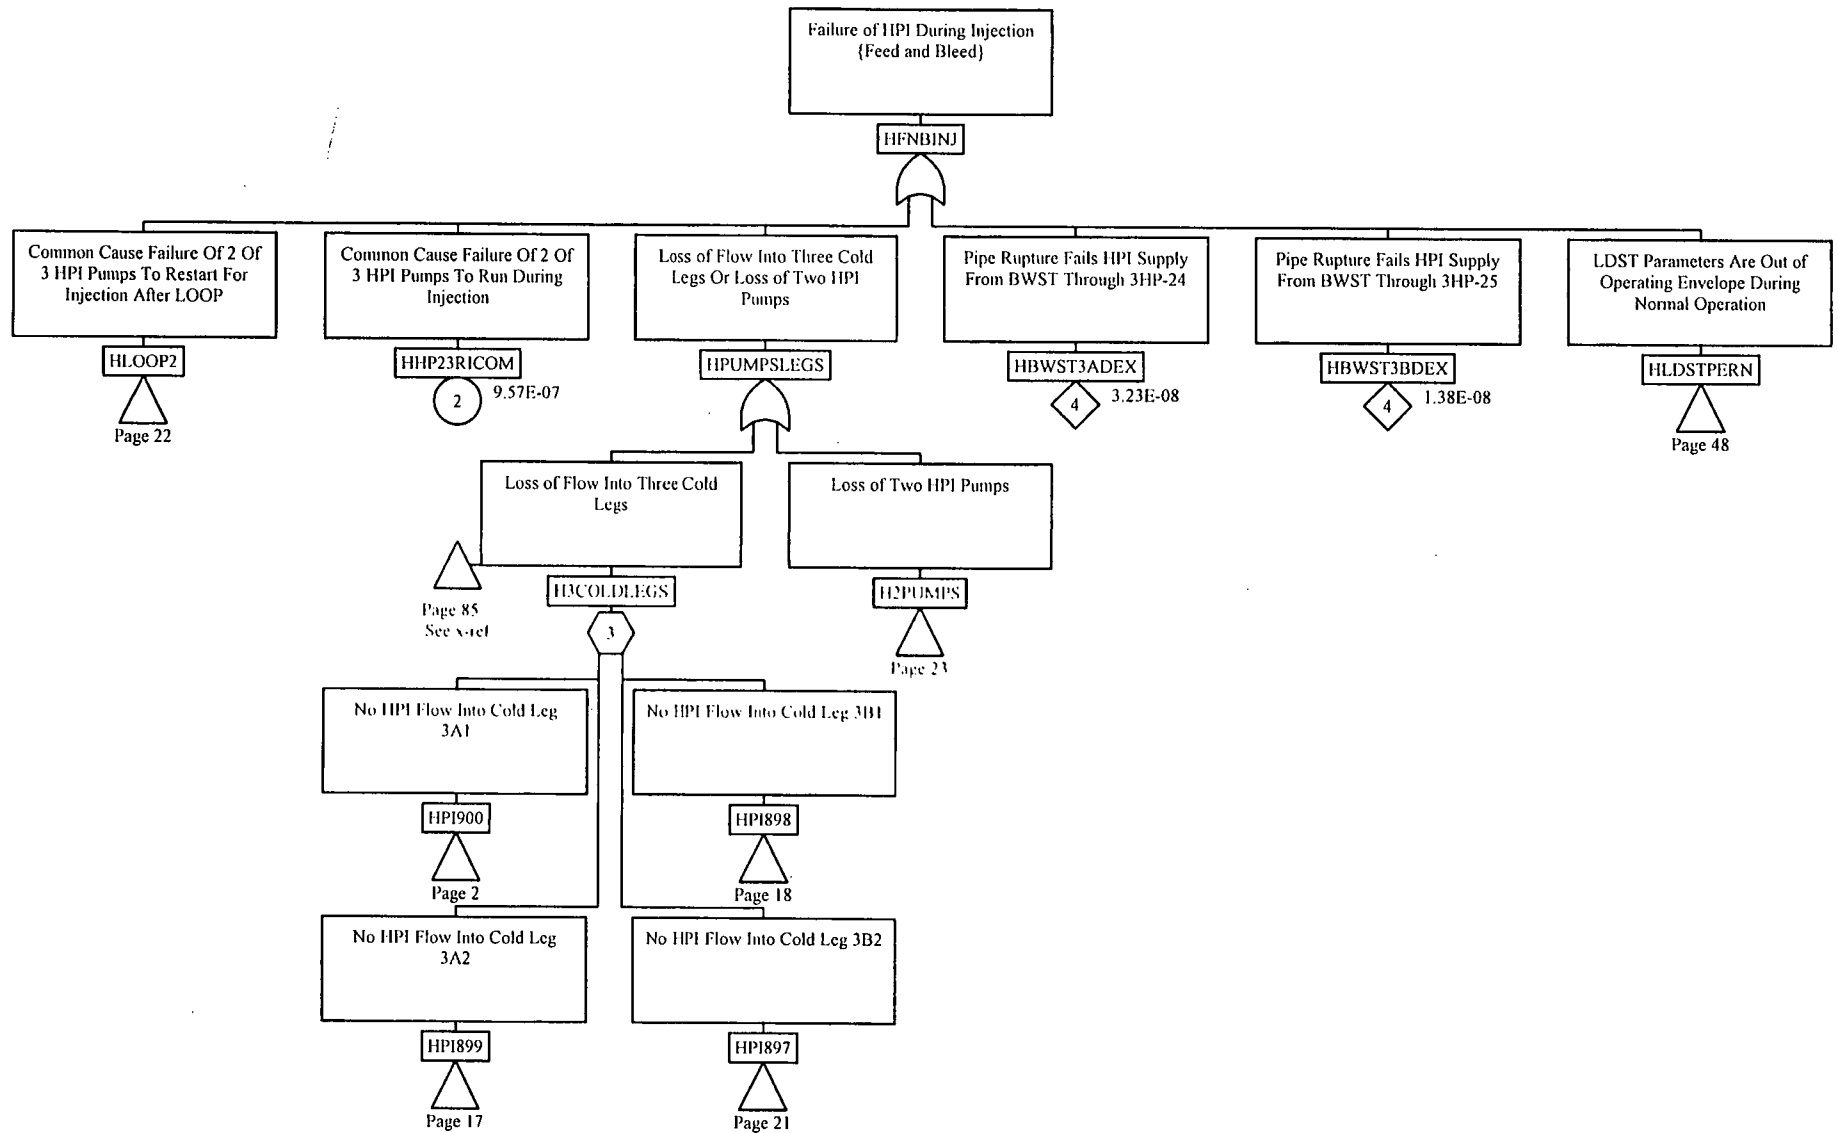 Failure of HPI During Injection
{Feed and Bleed}
HFNBINJ
Common Cause Failure Of 2 Of
3 HPI Pumps To Restart For
Injection After LOOP
HLOOP2
Page 22
Common Cause Failure Of 2 Of
3 HPI Pumps To Run During
Injection
HHP23RICOM
2
9.57E-07
Loss of Flow Into Three Cold
Legs Or Loss of Two HPI
Pumps
HPUMPSLEGS
Pipe Rupture Fails HPI Supply
From BWST Through 3HP-24
HBWST3ADEX
4
3.23E-08
Pipe Rupture Fails HPI Supply
From BWST Through 3HP-25
HBWST3BDEX
4
1.38E-08
LDST Parameters Are Out of
Operating Envelope During
Normal Operation
HLDSTPERN
Page 48
Loss of Flow Into Three Cold
Legs
Page 85
See x-ref
H3COLDLEGS
3
Loss of Two HPI Pumps
H2PUMPS
Page 23
No HPI Flow Into Cold Leg
3A1
HPI900
Page 2
No HPI Flow Into Cold Leg 3B1
HPI898
Page 18
No HPI Flow Into Cold Leg
3A2
HPI899
Page 17
No HPI Flow Into Cold Leg 3B2
HPI897
Page 21